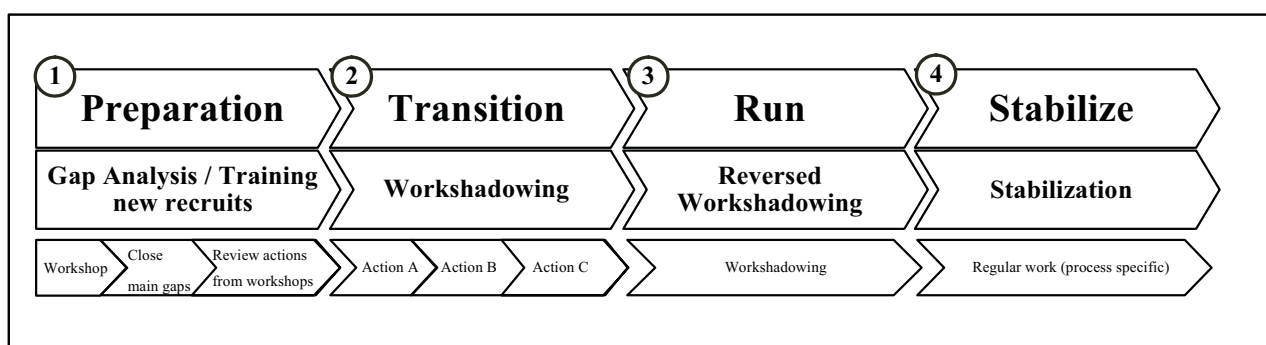 1
Preparation
2
Transition
3
Run
4
Stabilize
Gap Analysis / Training
new recruits
Workshadowing
Reversed
Workshadowing
Stabilization
Workshop
Close
main gaps
Review actions
from workshops
Action A
Action B
Action C
Workshadowing
Regular work (process specific)